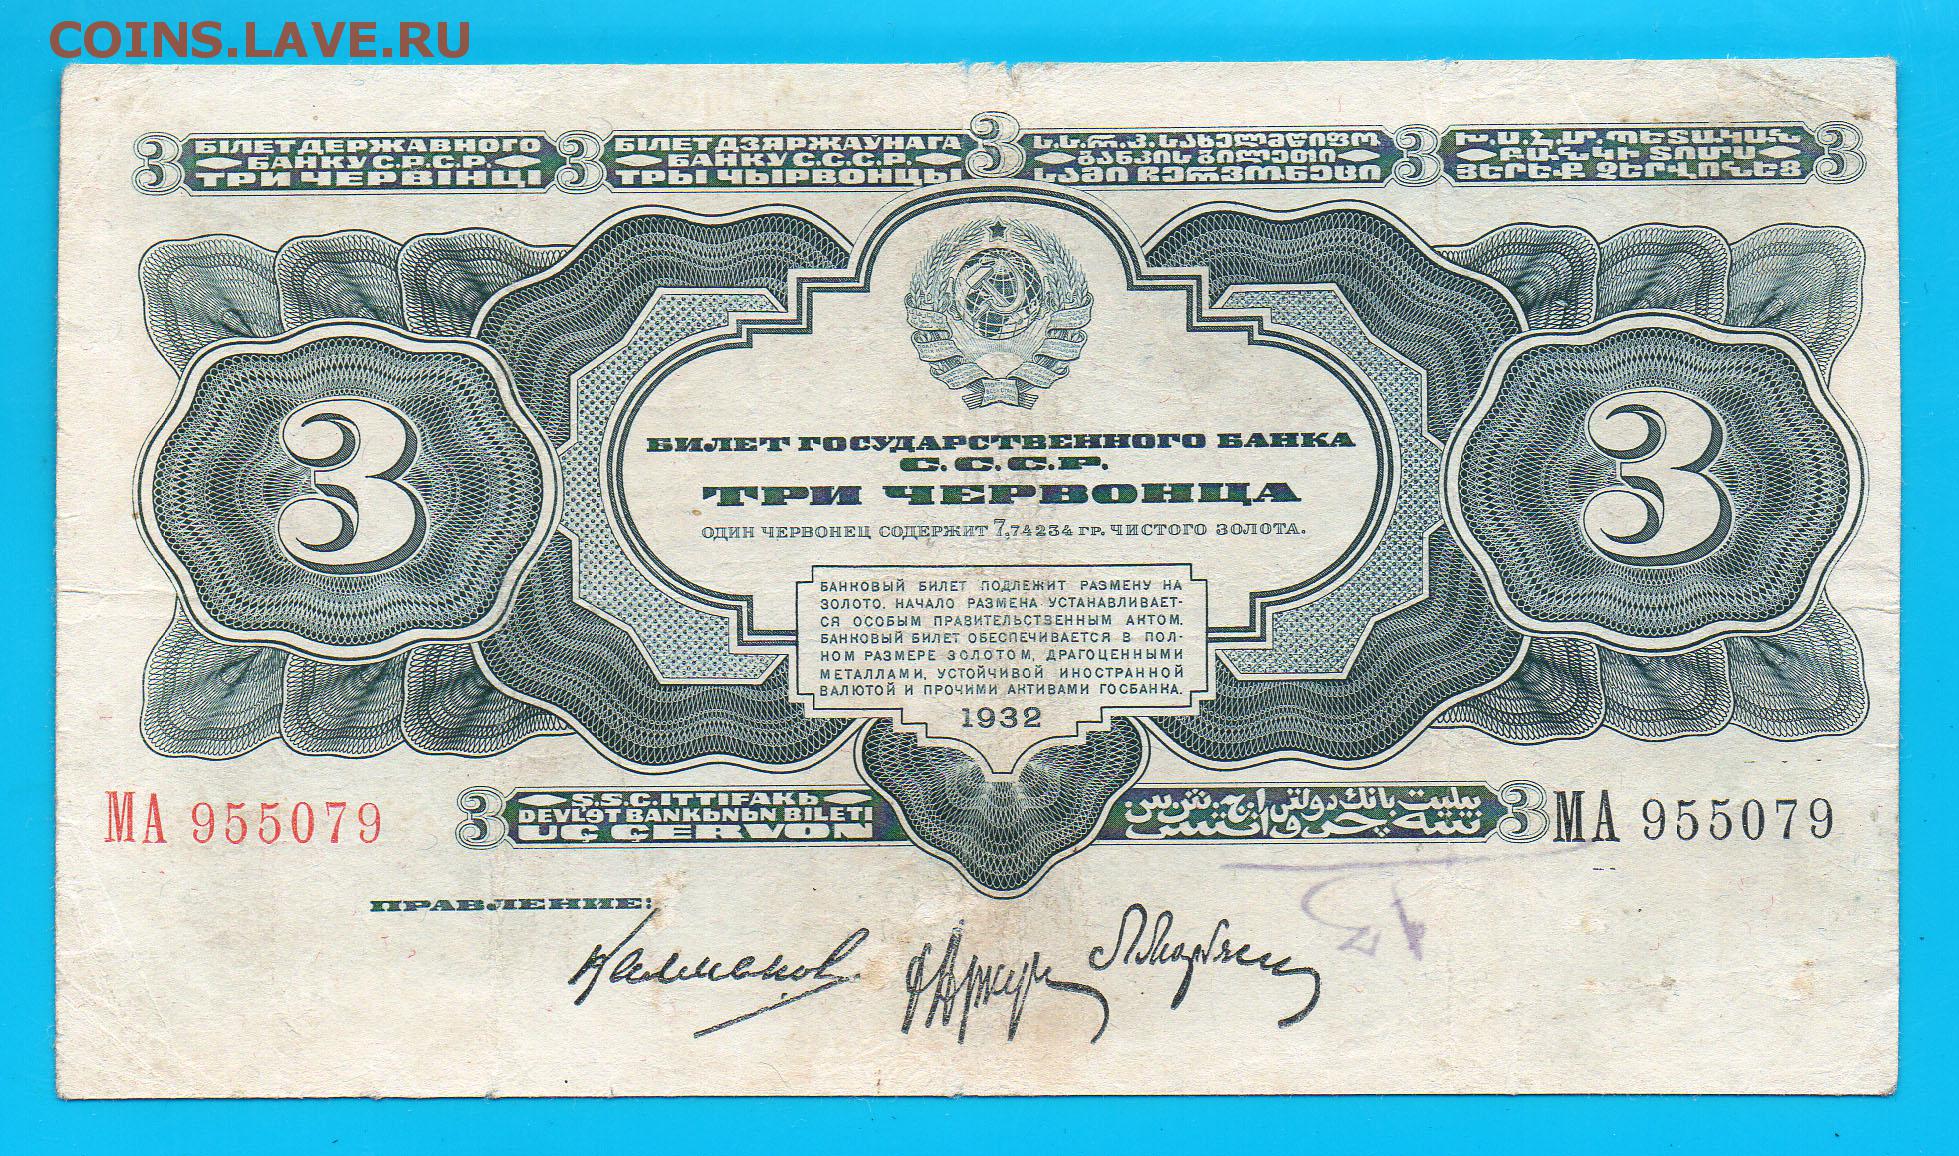 COINS.LAVE.RU
3 БІЛЕТ ДЕРЖАВНОГО 3 БІЛЕТ ДЗЯРЖАЎНАГА 3 3 3
БАНКУ С.Р.С.Р. БАНКУ С.С.С.Р.
ТРИ ЧЕРВІНЦІ ТРЫ ЧЫРВОНЦЫ
3 3
БИЛЕТ ГОСУДАРСТВЕННОГО БАНКА
С.С.С.Р.
ТРИ ЧЕРВОНЦА
ОДИН ЧЕРВОНЕЦ СОДЕРЖИТ 7,74234 ГР. ЧИСТОГО ЗОЛОТА.
БАНКОВЫЙ БИЛЕТ ПОДЛЕЖИТ РАЗМЕНУ НА
ЗОЛОТО. НАЧАЛО РАЗМЕНА УСТАНАВЛИВАЕТ-
СЯ ОСОБЫМ ПРАВИТЕЛЬСТВЕННЫМ АКТОМ.
БАНКОВЫЙ БИЛЕТ ОБЕСПЕЧИВАЕТСЯ В ПОЛ-
НОМ РАЗМЕРЕ ЗОЛОТОМ, ДРАГОЦЕННЫМИ
МЕТАЛЛАМИ, УСТОЙЧИВОЙ ИНОСТРАННОЙ
ВАЛЮТОЙ И ПРОЧИМИ АКТИВАМИ ГОСБАНКА.
1932
3 Ş.S.C.ITTIFAKЬ 3
DEVLƏT BANKЬNЬN BILETI
UÇ ÇERVON
МА 955079 МА 955079
ПРАВЛЕНИЕ: